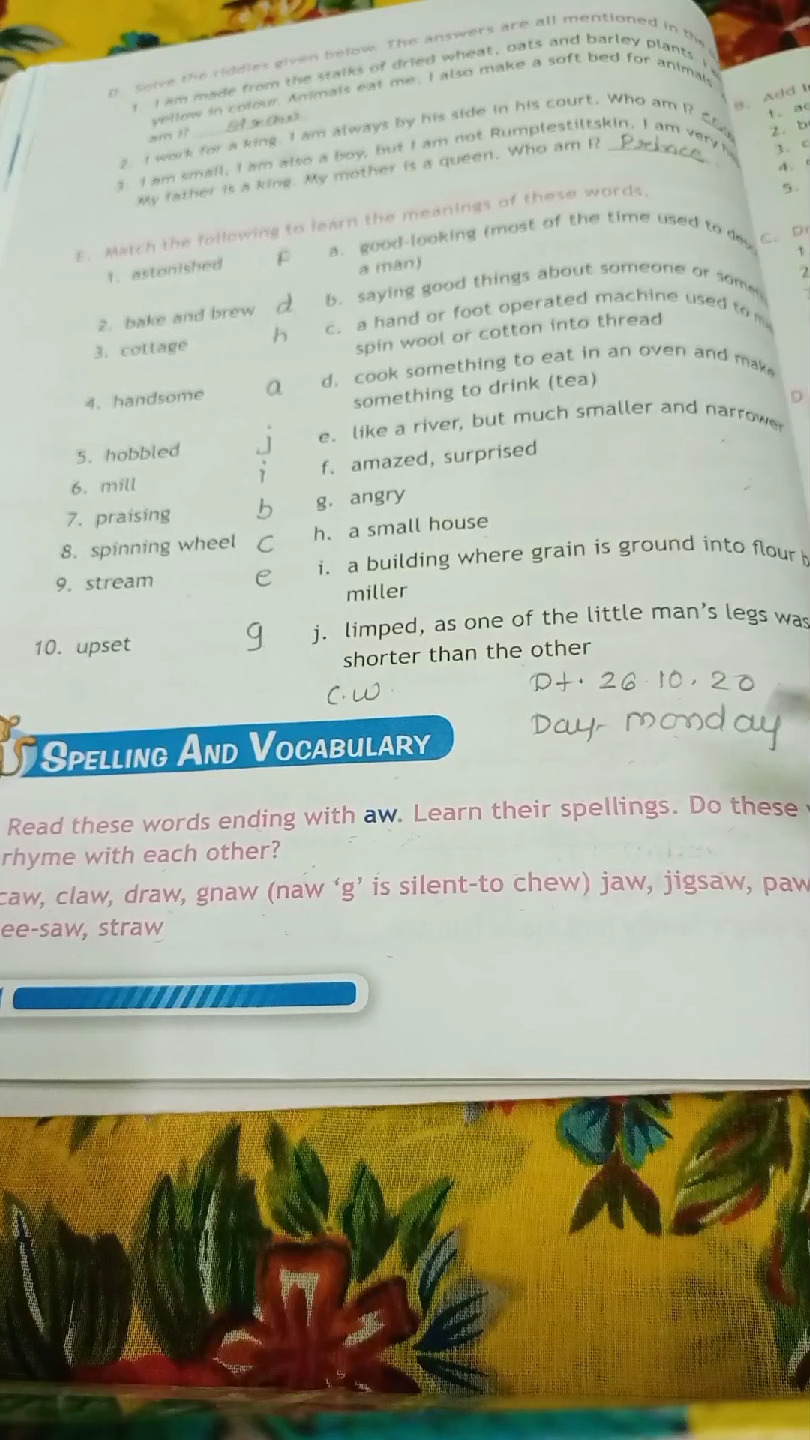 D. Solve the riddles given below. The answers are all mentioned in the
1. I am made from the stalks of dried wheat, oats and barley plants. I
yellow in colour. Animals eat me. I also make a soft bed for animals.
am I?
2. I work for a king. I am always by his side in his court. Who am I?
3. I am small, I am also a boy, but I am not Rumplestiltskin, I am very
My father is a king. My mother is a queen. Who am I?
E. Match the following to learn the meanings of these words.
1. astonished F a. good-looking (most of the time used to
a man)
2. bake and brew d b. saying good things about someone or
3. cottage h c. a hand or foot operated machine used to
spin wool or cotton into thread
4. handsome a d. cook something to eat in an oven and make
something to drink (tea)
5. hobbled j e. like a river, but much smaller and narrower
6. mill i f. amazed, surprised
7. praising b g. angry
8. spinning wheel c h. a small house
9. stream e i. a building where grain is ground into flour b
miller
10. upset g j. limped, as one of the little man's legs was
shorter than the other
C.W. Dt. 26.10.20
Day- monday
SPELLING AND VOCABULARY
Read these words ending with aw. Learn their spellings. Do these
rhyme with each other?
caw, claw, draw, gnaw (naw 'g' is silent-to chew) jaw, jigsaw, paw
ee-saw, straw
B. Add
1.
2.
3.
4.
5.
C.
1
2
D